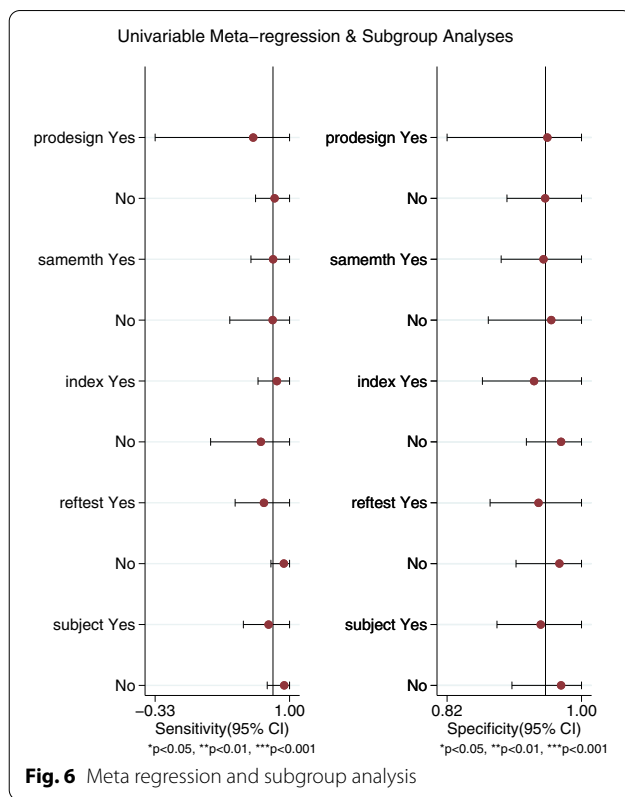 Univariable Meta-regression & Subgroup Analyses
prodesign Yes
No
samemth Yes
No
index Yes
No
reftest Yes
No
subject Yes
No
−0.33 1.00
Sensitivity(95% CI)
*p<0.05, **p<0.01, ***p<0.001
prodesign Yes
No
samemth Yes
No
index Yes
No
reftest Yes
No
subject Yes
No
0.82 1.00
Specificity(95% CI)
*p<0.05, **p<0.01, ***p<0.001
Fig. 6 Meta regression and subgroup analysis